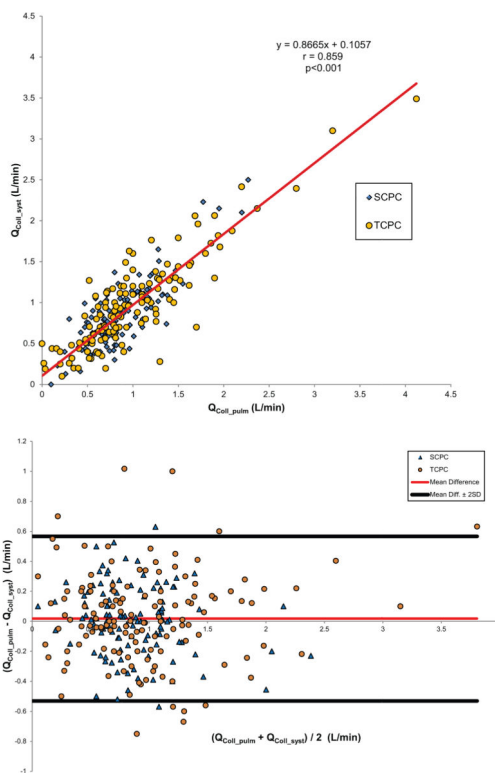 4.5
y = 0.8665x + 0.1057
r = 0.859
p<0.001
4
3.5
3
SCPC
TCPC
2.5
2
1.5
1
0.5
0
QColl_syst (L/min)
0 0.5 1 1.5 2 2.5 3 3.5 4 4.5
QColl_pulm (L/min)
1.2
SCPC
TCPC
Mean Difference
Mean Diff. ± 2SD
1
0.8
0.6
0.4
0.2
0
-0.2
-0.4
-0.6
-0.8
-1
(QColl_pulm - QColl_syst) (L/min)
0 1.5 2 2.5 3 3.5
(QColl_pulm + QColl_syst) / 2 (L/min)